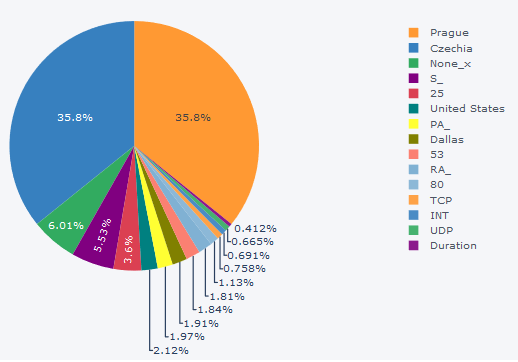 35.8%
35.8%
6.01%
5.53%
3.6%
2.12%
1.97%
1.91%
1.84%
1.81%
1.13%
0.758%
0.691%
0.665%
0.412%
Prague
Czechia
None_x
S_
25
United States
PA_
Dallas
53
RA_
80
TCP
INT
UDP
Duration